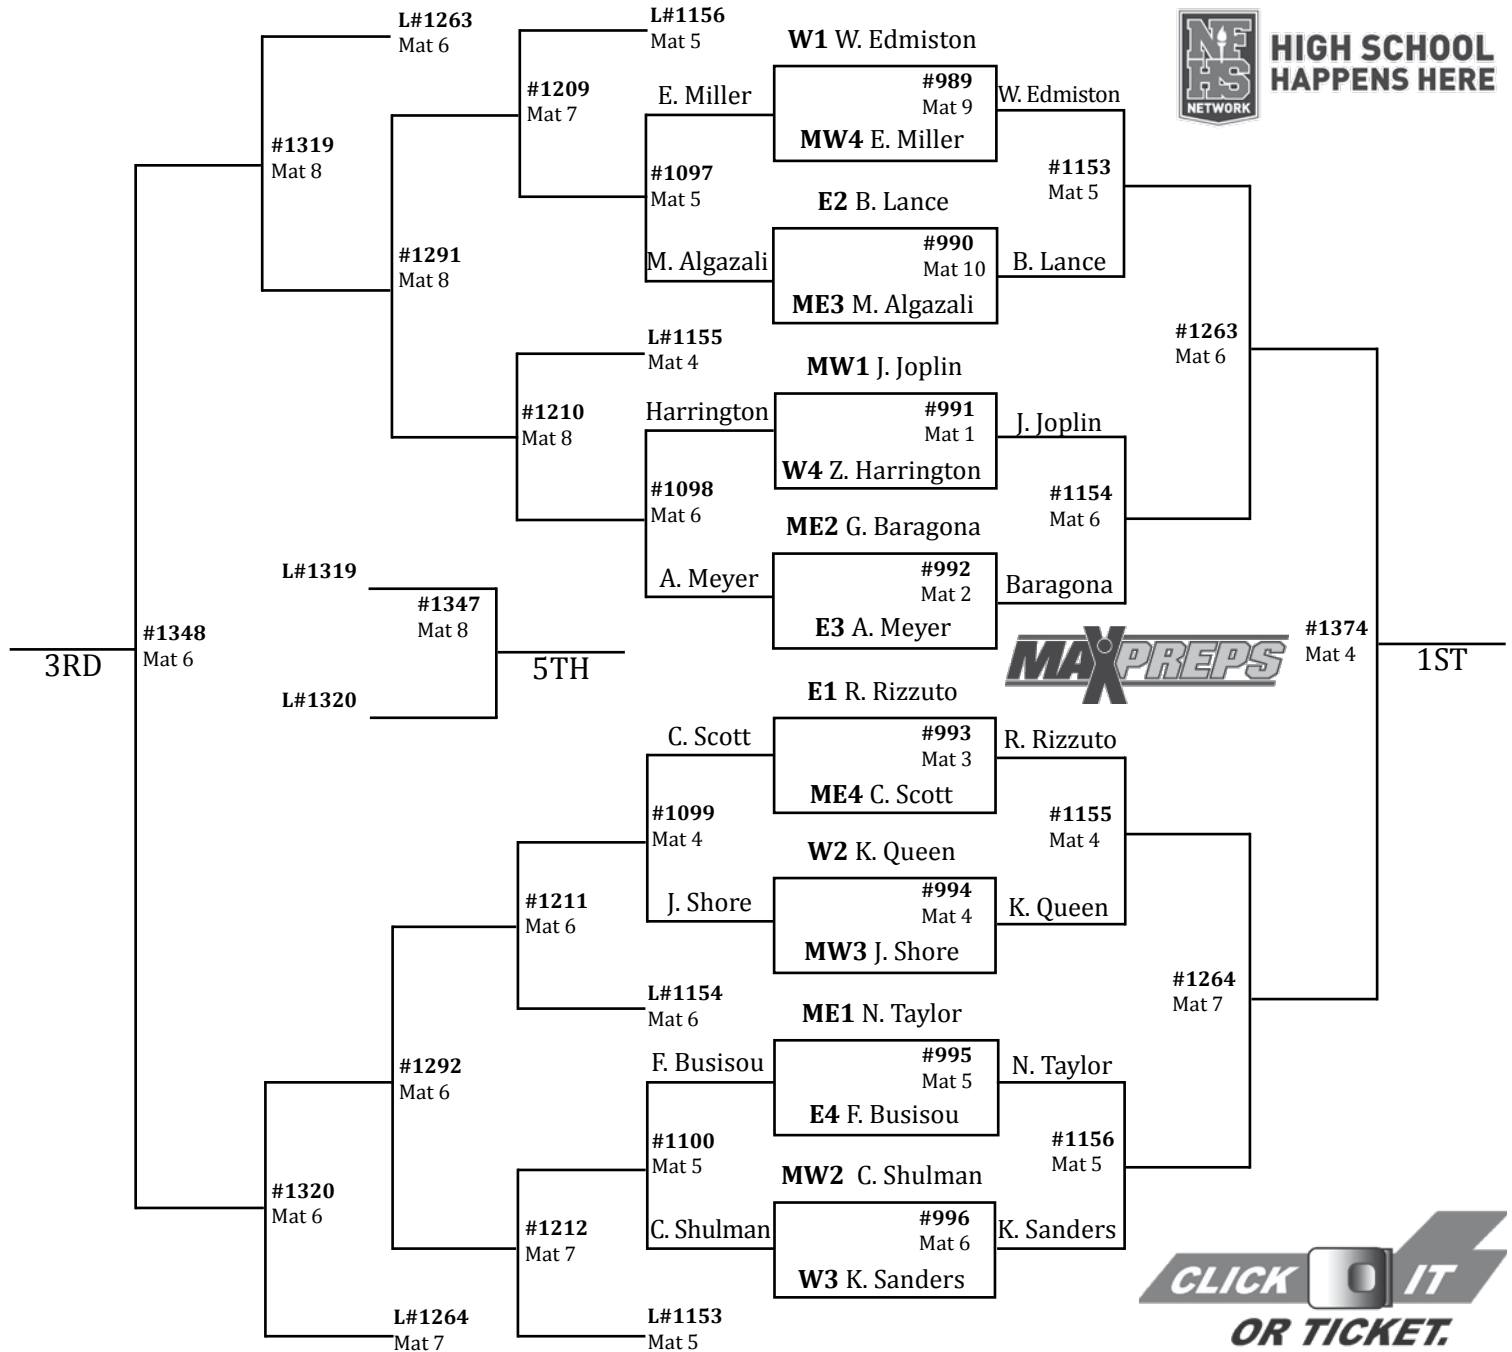 L#1263
Mat 6
L#1156
Mat 5
W1 W. Edmiston
NFHS
NETWORK
HIGH SCHOOL
HAPPENS HERE
#1209
Mat 7
E. Miller
#989
Mat 9
W. Edmiston
MW4 E. Miller
#1319
Mat 8
#1097
Mat 5
#1153
Mat 5
E2 B. Lance
#1291
Mat 8
M. Algazali
#990
Mat 10
B. Lance
ME3 M. Algazali
L#1155
Mat 4
#1263
Mat 6
MW1 J. Joplin
#1210
Mat 8
Harrington
#991
Mat 1
J. Joplin
W4 Z. Harrington
#1098
Mat 6
#1154
Mat 6
ME2 G. Baragona
L#1319
A. Meyer
#992
Mat 2
Baragona
#1347
Mat 8
E3 A. Meyer
#1348
Mat 6
3RD
5TH
MAXPREPS
#1374
Mat 4
1ST
L#1320
E1 R. Rizzuto
C. Scott
#993
Mat 3
R. Rizzuto
ME4 C. Scott
#1099
Mat 4
#1155
Mat 4
W2 K. Queen
#1211
Mat 6
J. Shore
#994
Mat 4
K. Queen
MW3 J. Shore
L#1154
Mat 6
#1264
Mat 7
ME1 N. Taylor
#1292
Mat 6
F. Busisou
#995
Mat 5
N. Taylor
E4 F. Busisou
#1100
Mat 5
#1156
Mat 5
MW2 C. Shulman
#1320
Mat 6
#1212
Mat 7
C. Shulman
#996
Mat 6
K. Sanders
W3 K. Sanders
L#1264
Mat 7
L#1153
Mat 5
CLICK IT
OR TICKET.